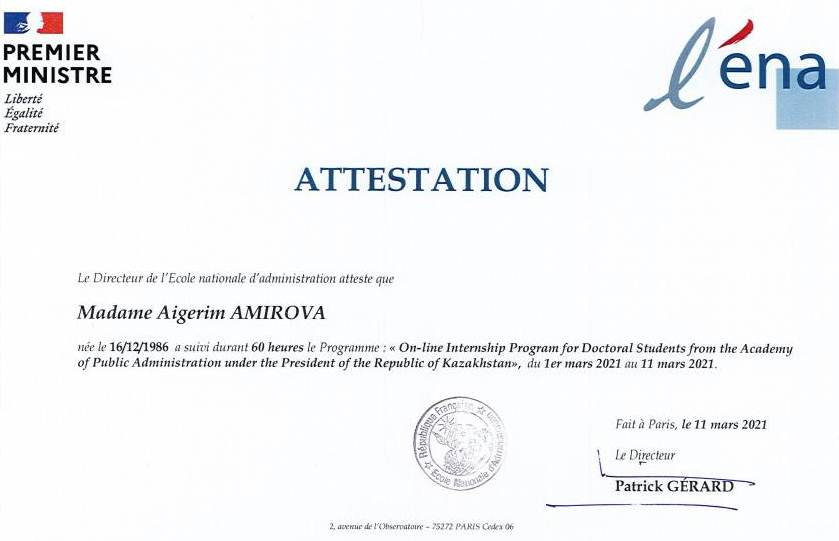 PREMIER
MINISTRE
Liberté
Égalité
Fraternité
l'éna
ATTESTATION
Le Directeur de l'Ecole nationale d'administration atteste que
Madame Aigerim AMIROVA
née le 16/12/1986 a suivi durant 60 heures le Programme : « On-line Internship Program for Doctoral Students from the Academy
of Public Administration under the President of the Republic of Kazakhstan», du 1er mars 2021 au 11 mars 2021.
République Française
Ecole Nationale d'Administration
Fait à Paris, le 11 mars 2021
Le Directeur
Patrick GÉRARD
2, avenue de l'Observatoire – 75272 PARIS Cedex 06